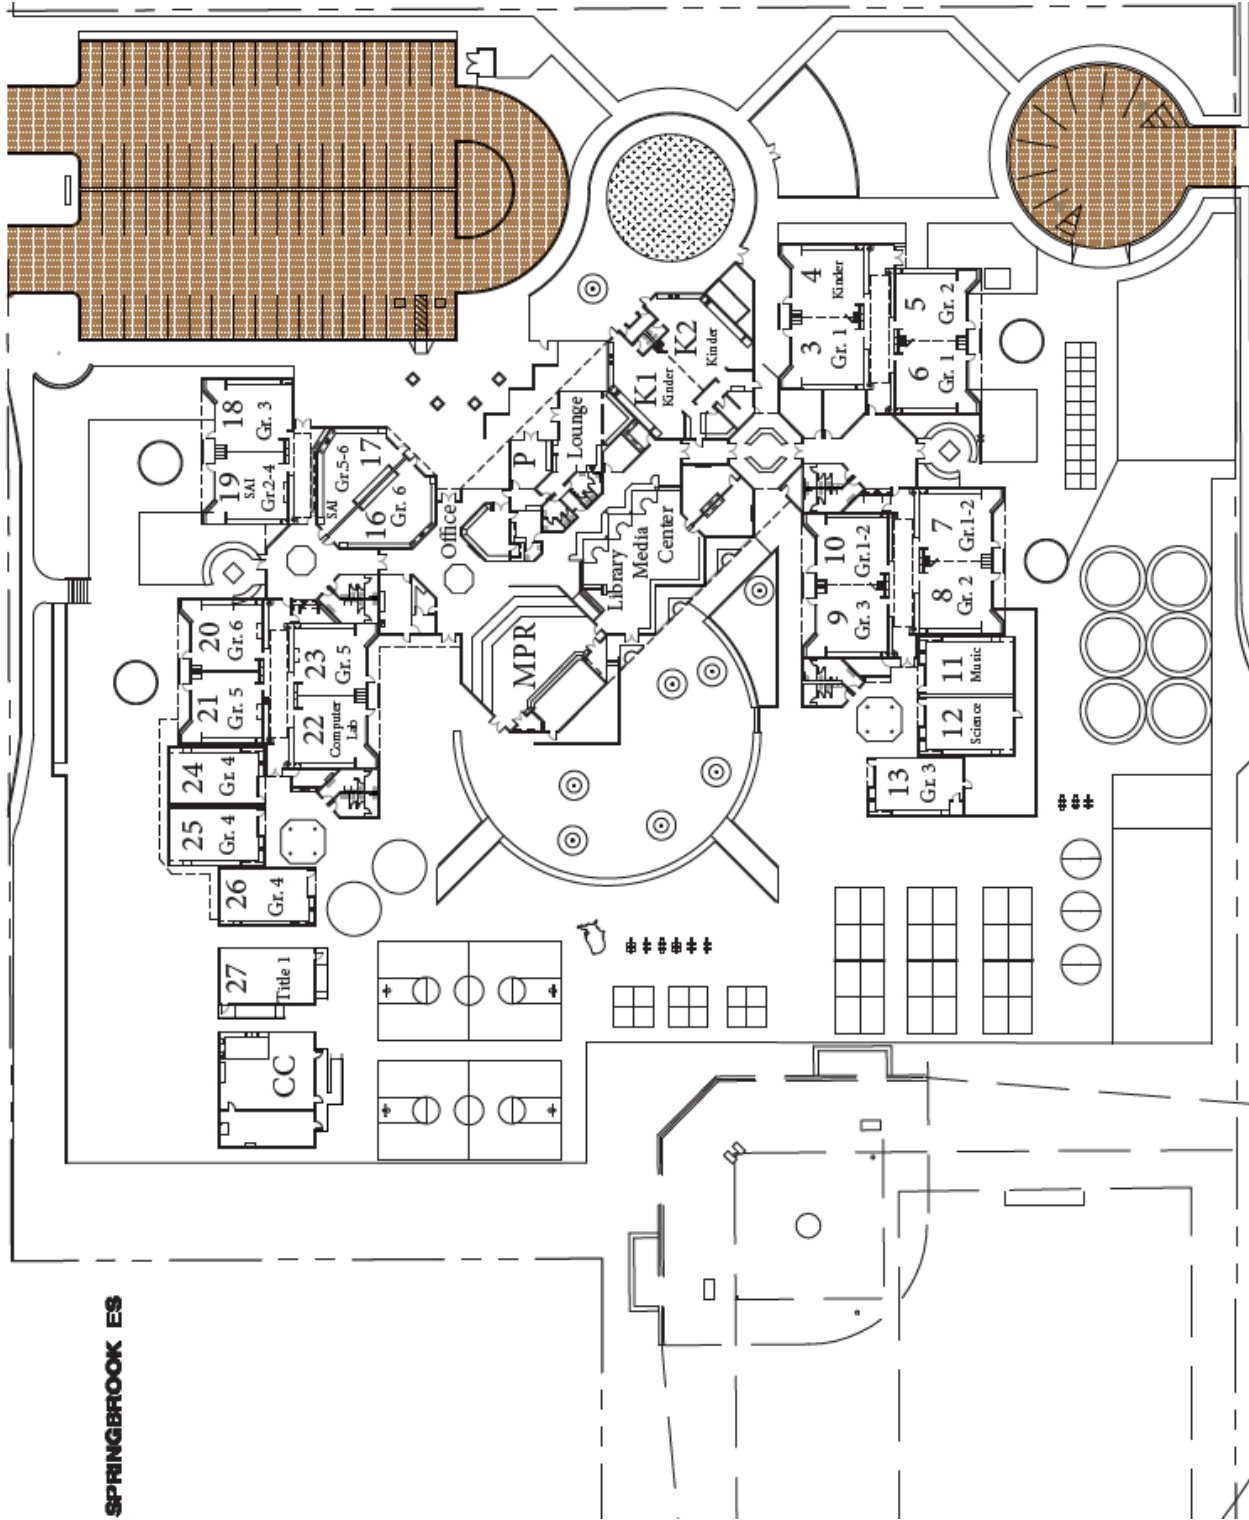 18
Gr. 3
19
SAI
Gr.2-4
17
Gr.5-6
SAI
16
Gr. 6
Office
P
Lounge
K1
Kinder
K2
Kinder
4
Kinder
3
Gr. 1
5
Gr. 2
6
Gr. 1
Library
Media
Center
MPR
10
Gr.1-2
9
Gr. 3
7
Gr.1-2
8
Gr. 2
11
Music
12
Science
13
Gr. 3
20
Gr. 6
21
Gr. 5
23
Gr. 5
22
Computer
Lab
24
Gr. 4
25
Gr. 4
26
Gr. 4
27
Title 1
CC
SPRINGBROOK ES